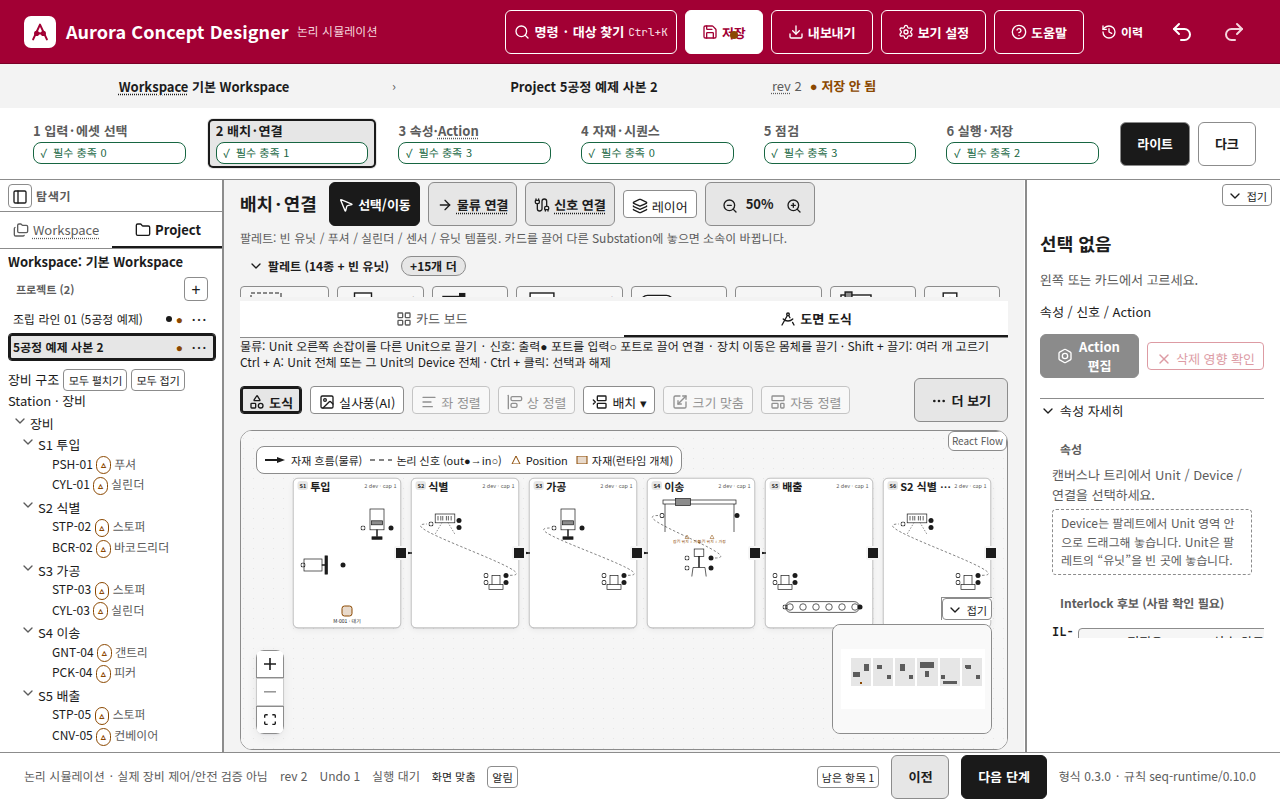 Aurora Concept Designer 논리 시뮬레이션
명령 · 대상 찾기 Ctrl+K
저장
내보내기
보기 설정
도움말
이력
Workspace 기본 Workspace
›
Project 5공정 예제 사본 2
rev 2 ● 저장 안 됨
1 입력·에셋 선택
✓ 필수 충족 0
2 배치·연결
✓ 필수 충족 1
3 속성·Action
✓ 필수 충족 3
4 자재·시퀀스
✓ 필수 충족 0
5 점검
✓ 필수 충족 3
6 실행·저장
✓ 필수 충족 2
라이트
다크
탐색기
Workspace
Project
Workspace: 기본 Workspace
프로젝트 (2)
+
조립 라인 01 (5공정 예제) ● ● ···
5공정 예제 사본 2 ● ···
장비 구조 모두 펼치기 모두 접기
Station · 장비
장비
S1 투입
PSH-01 푸셔
CYL-01 실린더
S2 식별
STP-02 스토퍼
BCR-02 바코드리더
S3 가공
STP-03 스토퍼
CYL-03 실린더
S4 이송
GNT-04 갠트리
PCK-04 피커
S5 배출
STP-05 스토퍼
CNV-05 컨베이어
배치·연결
선택/이동
물류 연결
신호 연결
레이어
50%
팔레트: 빈 유닛 / 푸셔 / 실린더 / 센서 / 유닛 템플릿. 카드를 끌어 다른 Substation에 놓으면 소속이 바뀝니다.
팔레트 (14종 + 빈 유닛) +15개 더
카드 보드
도면 도식
물류: Unit 오른쪽 손잡이를 다른 Unit으로 끌기 · 신호: 출력● 포트를 입력○ 포트로 끌어 연결 · 장치 이동은 몸체를 끌기 · Shift + 끌기: 여러 개 고르기
Ctrl + A: Unit 전체 또는 그 Unit의 Device 전체 · Ctrl + 클릭: 선택과 해제
도식
실사풍(AI)
좌 정렬
상 정렬
배치 ▾
크기 맞춤
자동 정렬
··· 더 보기
React Flow
자재 흐름(물류) 논리 신호 (out●→in○) Position 자재(런타임 개체)
S1 투입 2 dev · cap 1
S2 식별 2 dev · cap 1
S3 가공 2 dev · cap 1
S4 이송 2 dev · cap 1
S5 배출 2 dev · cap 1
S6 S2 식별 ··· 2 dev · cap 1
M-001 · 대기
접기
접기
선택 없음
왼쪽 또는 카드에서 고르세요.
속성 / 신호 / Action
Action
편집
삭제 영향 확인
속성 자세히
속성
캔버스나 트리에서 Unit / Device /
연결을 선택하세요.
Device는 팔레트에서 Unit 영역 안
으로 드래그해 놓습니다. Unit은 팔
레트의 “유닛”을 빈 곳에 놓습니다.
Interlock 후보 (사람 확인 필요)
IL-
논리 시뮬레이션 · 실제 장비 제어/안전 검증 아님 rev 2 Undo 1 실행 대기 화면 맞춤 알림
남은 항목 1
이전
다음 단계
형식 0.3.0 · 규칙 seq-runtime/0.10.0